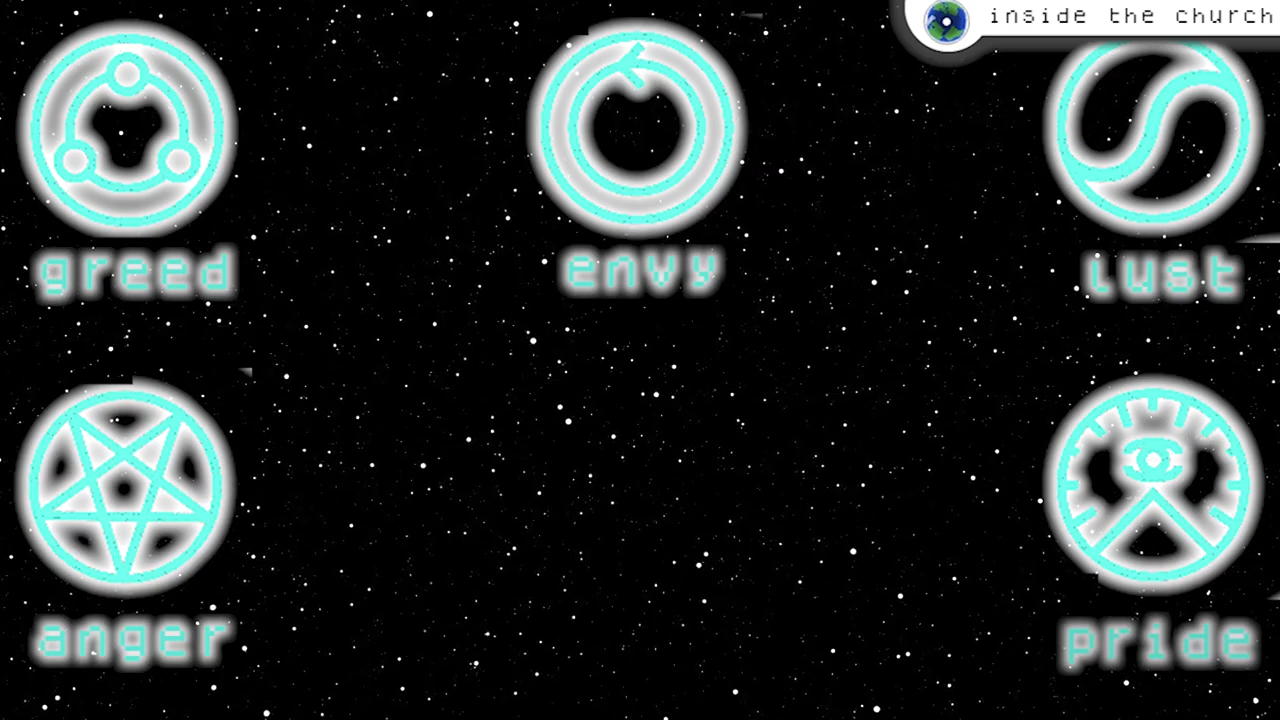 inside the church
greed
envy
lust
anger
pride